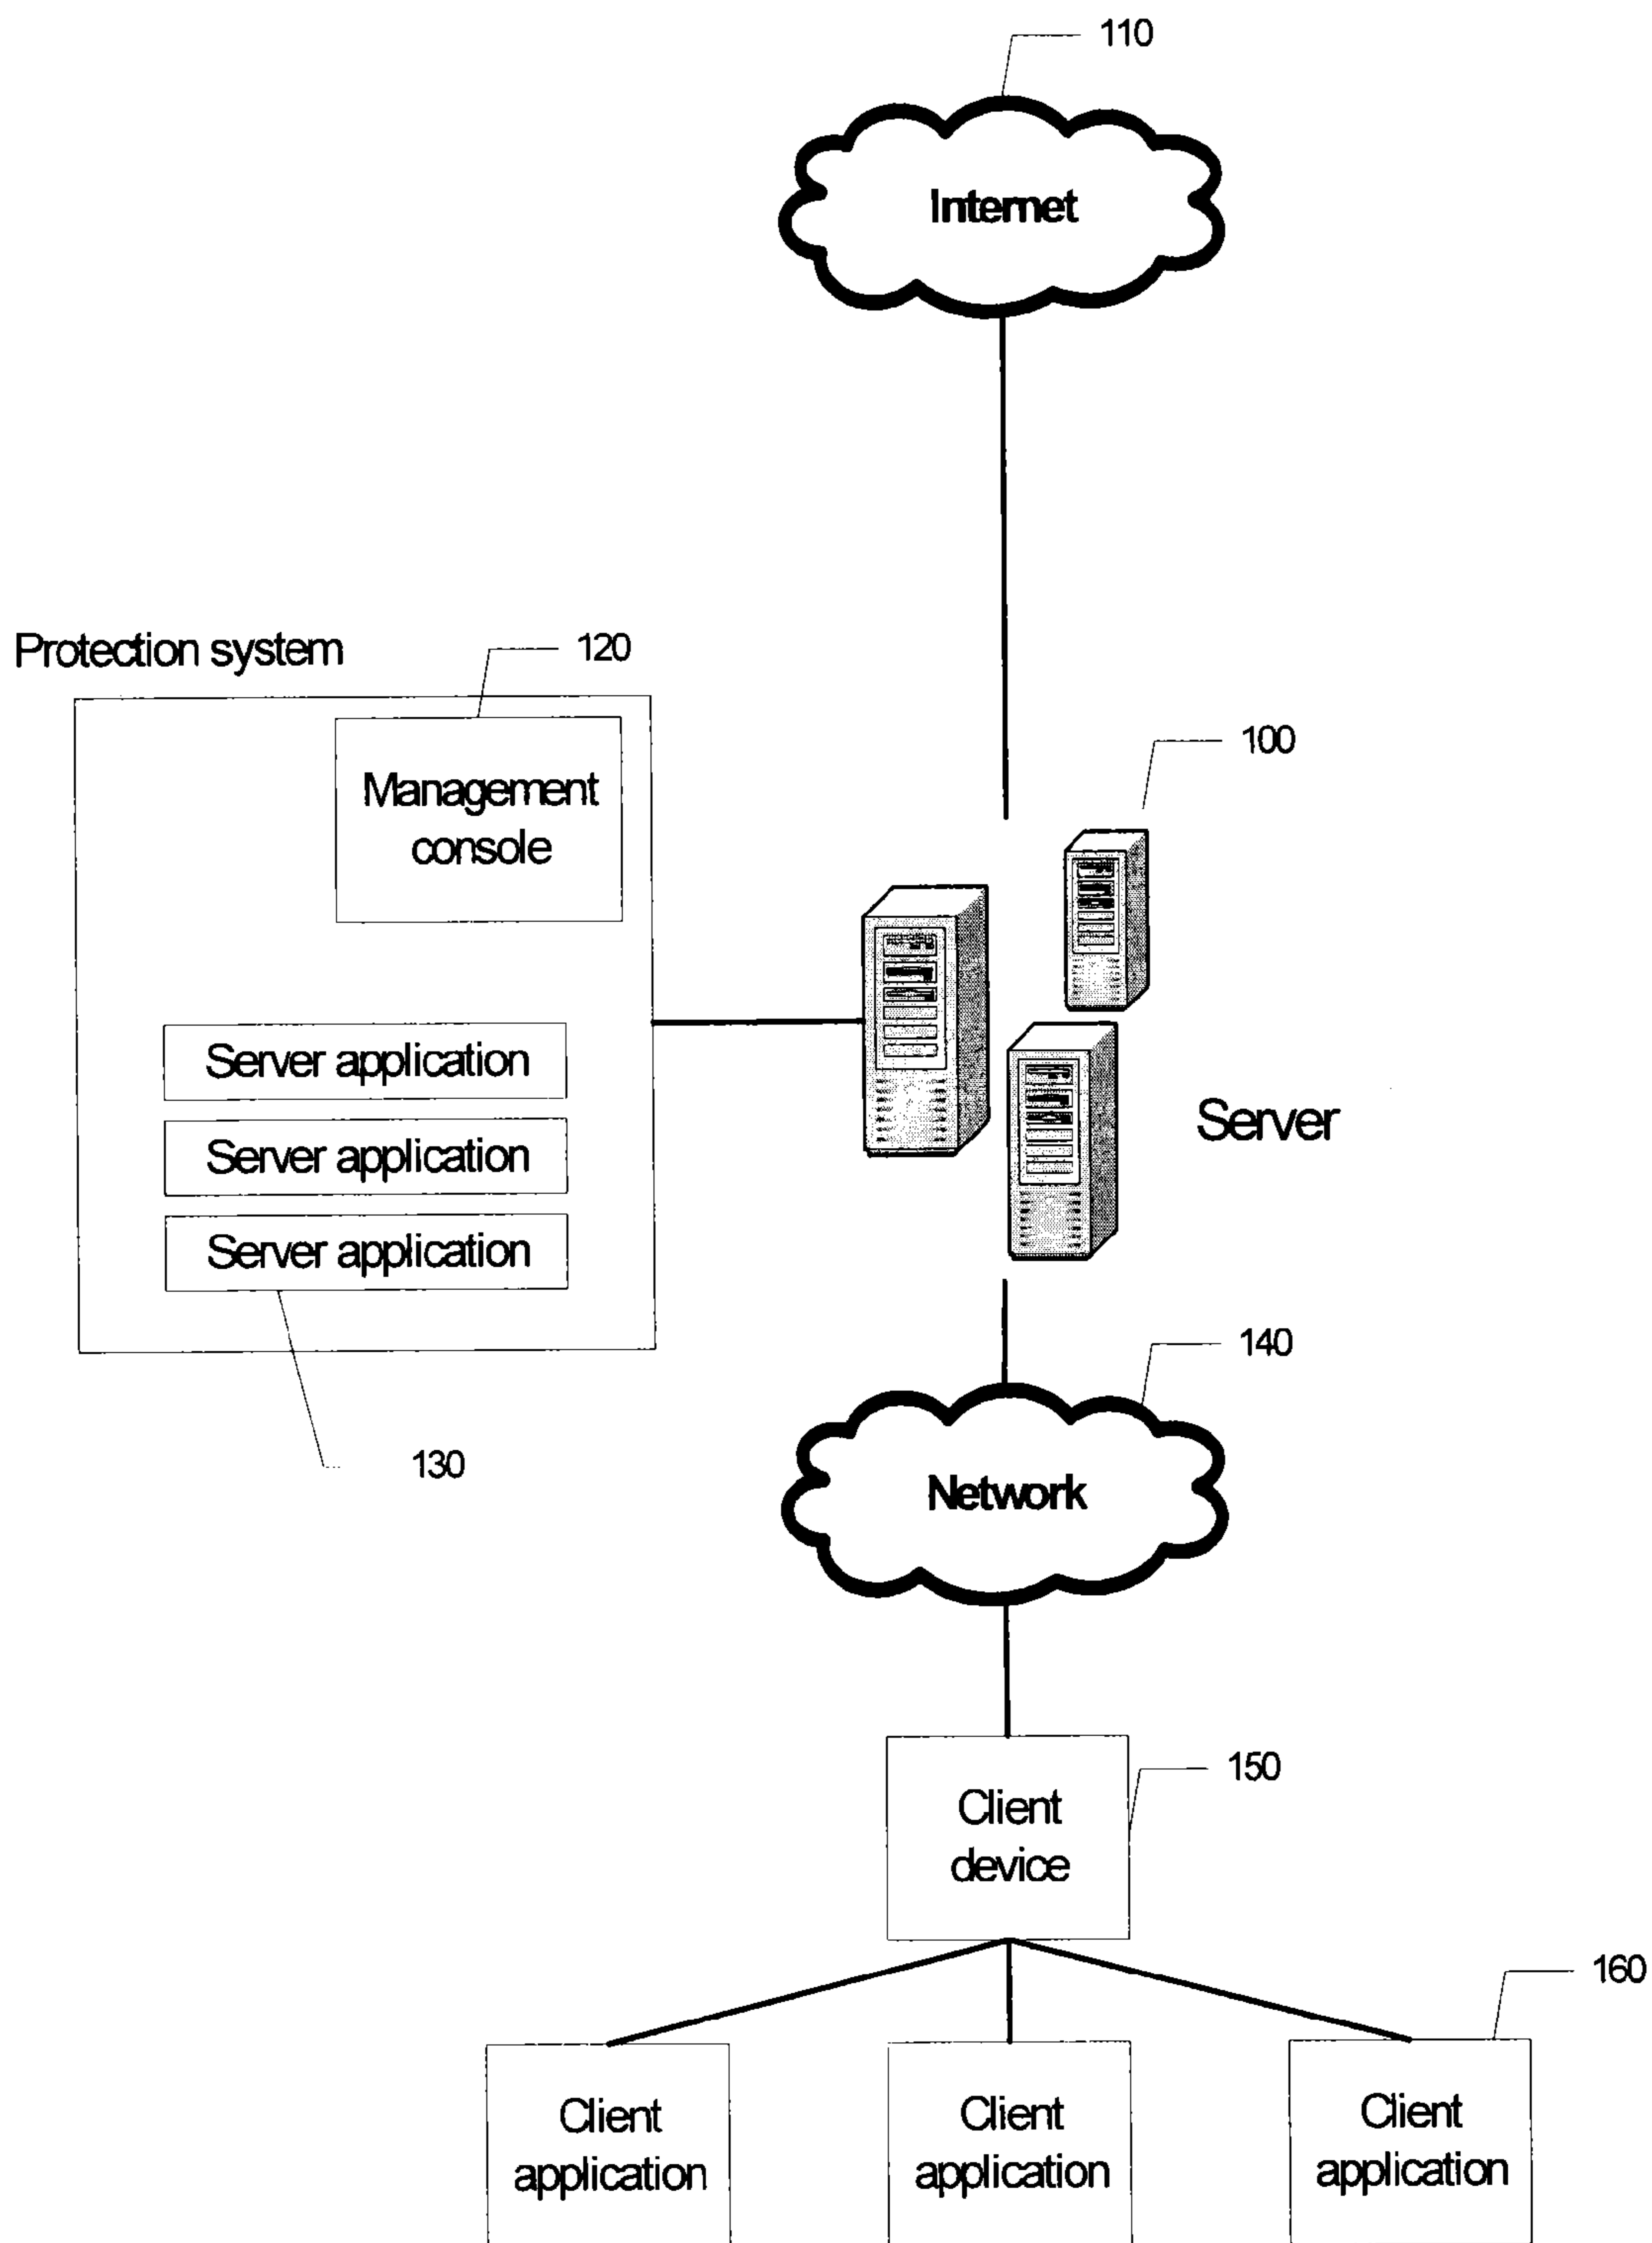 110
Internet
Protection system
120
Management
console
100
Server application
Server application
Server application
Server
130
140
Network
150
Client
device
160
Client
application
Client
application
Client
application